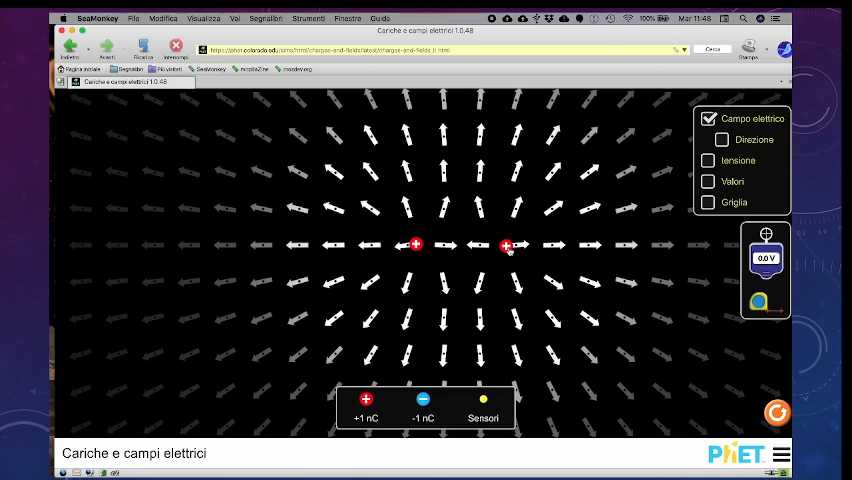 SeaMonkey File Modifica Visualizza Vai Segnalibri Strumenti Finestre Guida 100% Mar 11:48
Cariche e campi elettrici 1.0.48
Indietro Avanti Ricarica Interrompi https://phet.colorado.edu/sims/html/charges-and-fields/latest/charges-and-fields_it.html Cerca Stampa
Pagina iniziale Segnalibri Più visitati SeaMonkey mozillaZine mozdev.org
Cariche e campi elettrici 1.0.48
Campo elettrico
Direzione
tensione
Valori
Griglia
0.0 V
+1 nC -1 nC Sensori
Cariche e campi elettrici PhET